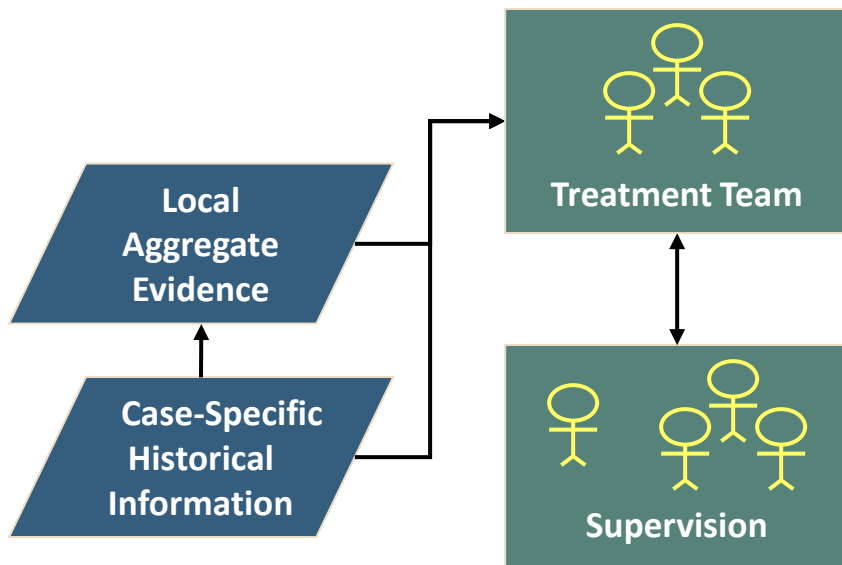 Local
Aggregate
Evidence
Case-Specific
Historical
Information
Treatment Team
Supervision